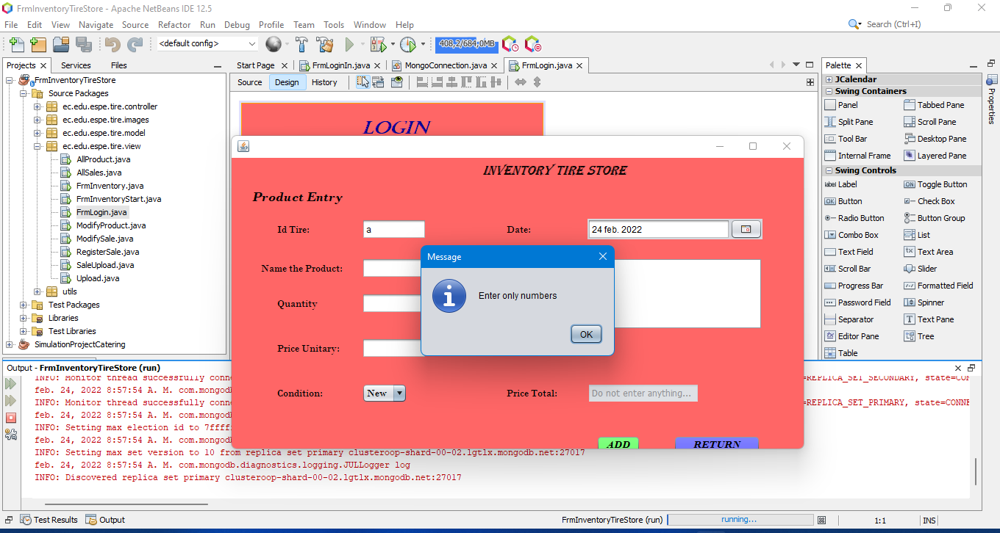 FrmInventoryTireStore - Apache NetBeans IDE 12.5
File Edit View Navigate Source Refactor Run Debug Profile Team Tools Window Help
Search (Ctrl+I)
<default config>
408,2/684,0MB
Projects Services Files
Start Page FrmLoginIn.java MongoConnection.java FrmLogin.java
Palette
Source Design History
FrmInventoryTireStore
Source Packages
ec.edu.espe.tire.controller
ec.edu.espe.tire.images
ec.edu.espe.tire.model
ec.edu.espe.tire.view
AllProduct.java
AllSales.java
FrmInventory.java
FrmInventoryStart.java
FrmLogin.java
ModifyProduct.java
ModifySale.java
RegisterSale.java
SaleUpload.java
Upload.java
utils
Test Packages
Libraries
Test Libraries
SimulationProjectCatering
LOGIN
INVENTORY TIRE STORE
Product Entry
Id Tire: a
Date: 24 feb. 2022
Name the Product:
Quantity
Price Unitary:
Condition: New
Price Total: Do not enter anything...
ADD RETURN
Message
Enter only numbers
OK
JCalendar
Swing Containers
Panel Tabbed Pane
Split Pane Scroll Pane
Tool Bar Desktop Pane
Internal Frame Layered Pane
Swing Controls
label Label ON Toggle Button
OK Button Check Box
Radio Button Button Group
Combo Box List
Text Field Text Area
Scroll Bar Slider
Progress Bar Formatted Field
Password Field Spinner
Separator Text Pane
Editor Pane Tree
Table
Properties
Output - FrmInventoryTireStore (run)
INFO: Monitor thread successfully conn =REPLICA_SET_SECONDARY, state=CON
feb. 24, 2022 8:57:54 A. M. com.mongodb
INFO: Monitor thread successfully conn =REPLICA_SET_PRIMARY, state=CONNE
feb. 24, 2022 8:57:54 A. M. com.mongodb
INFO: Setting max election id to 7fffff
feb. 24, 2022 8:57:54 A. M. com.mongodb
INFO: Setting max set version to 10 from replica set primary clusteroop-shard-00-02.lgtlx.mongodb.net:27017
feb. 24, 2022 8:57:54 A. M. com.mongodb.diagnostics.logging.JULLogger log
INFO: Discovered replica set primary clusteroop-shard-00-02.lgtlx.mongodb.net:27017
Test Results Output
FrmInventoryTireStore (run) running... 1:1 INS